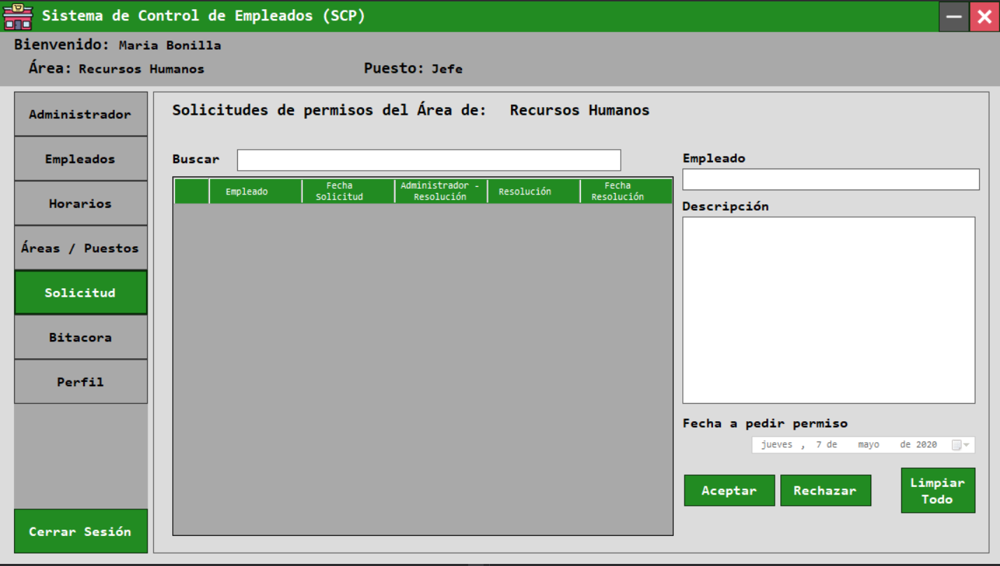 Sistema de Control de Empleados (SCP)
Bienvenido: Maria Bonilla
Área: Recursos Humanos Puesto: Jefe
Administrador
Empleados
Horarios
Áreas / Puestos
Solicitud
Bitacora
Perfil
Cerrar Sesión
Solicitudes de permisos del Área de: Recursos Humanos
Buscar
Empleado
Fecha
Solicitud
Administrador -
Resolución
Resolución
Fecha
Resolución
Empleado
Descripción
Fecha a pedir permiso
jueves , 7 de mayo de 2020
Aceptar
Rechazar
Limpiar
Todo